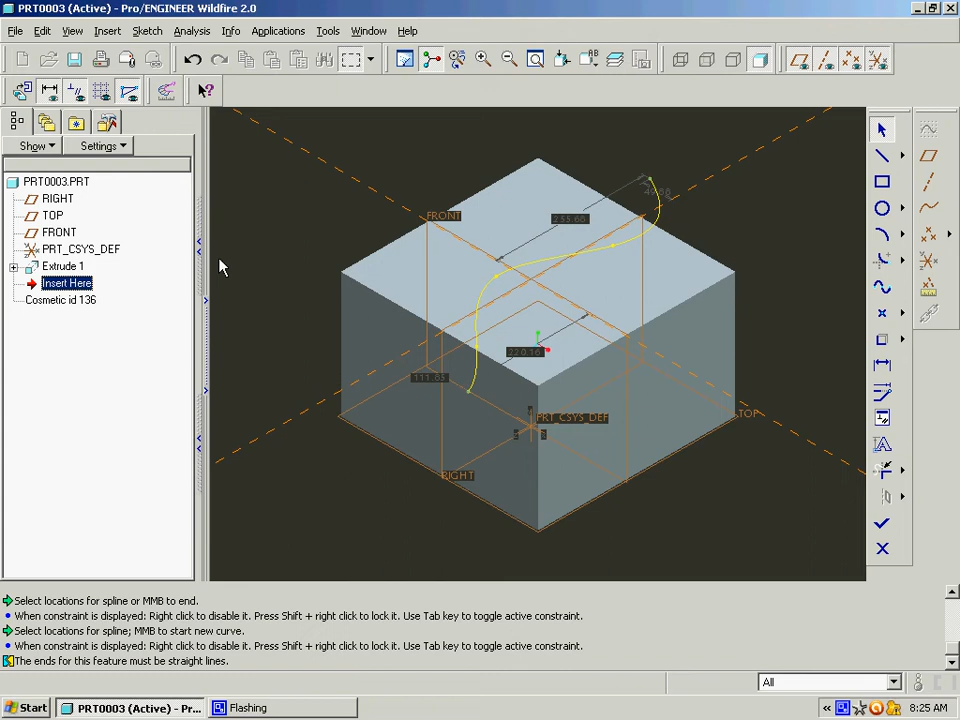 PRT0003 (Active) - Pro/ENGINEER Wildfire 2.0
File Edit View Insert Sketch Analysis Info Applications Tools Window Help
Show Settings
PRT0003.PRT
RIGHT
TOP
FRONT
PRT_CSYS_DEF
Extrude 1
Insert Here
Cosmetic id 136
FRONT
255.68
220.16
111.85
PRT_CSYS_DEF
TOP
RIGHT
Select locations for spline or MMB to end.
When constraint is displayed: Right click to disable it. Press Shift + right click to lock it. Use Tab key to toggle active constraint.
Select locations for spline; MMB to start new curve.
When constraint is displayed: Right click to disable it. Press Shift + right click to lock it. Use Tab key to toggle active constraint.
The ends for this feature must be straight lines.
All
Start PRT0003 (Active) - Pr... Flashing 8:25 AM